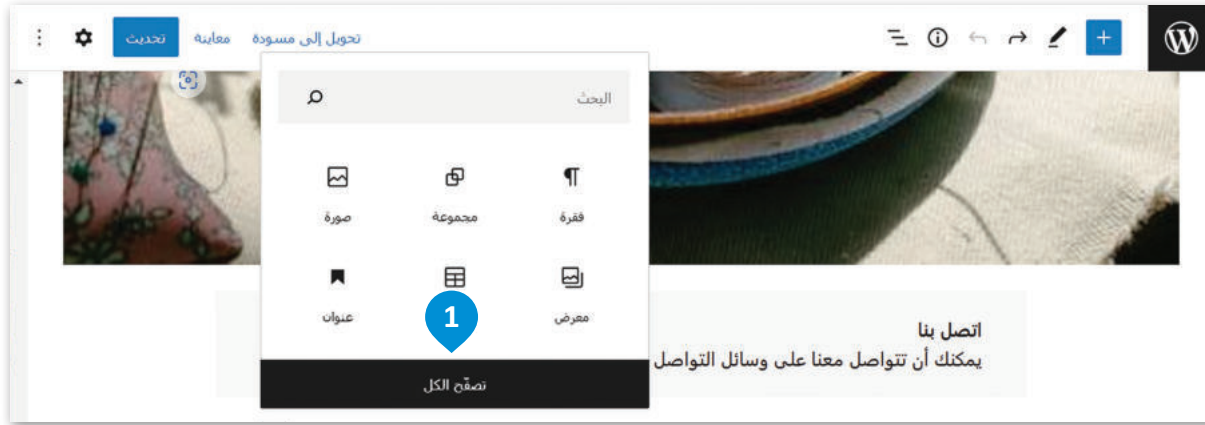 تحويل إلى مسودة معاينة تحديث
البحث
فقرة مجموعة صورة
معرض عنوان
1
تصفّح الكل
اتصل بنا
يمكنك أن تتواصل معنا على وسائل التواصل